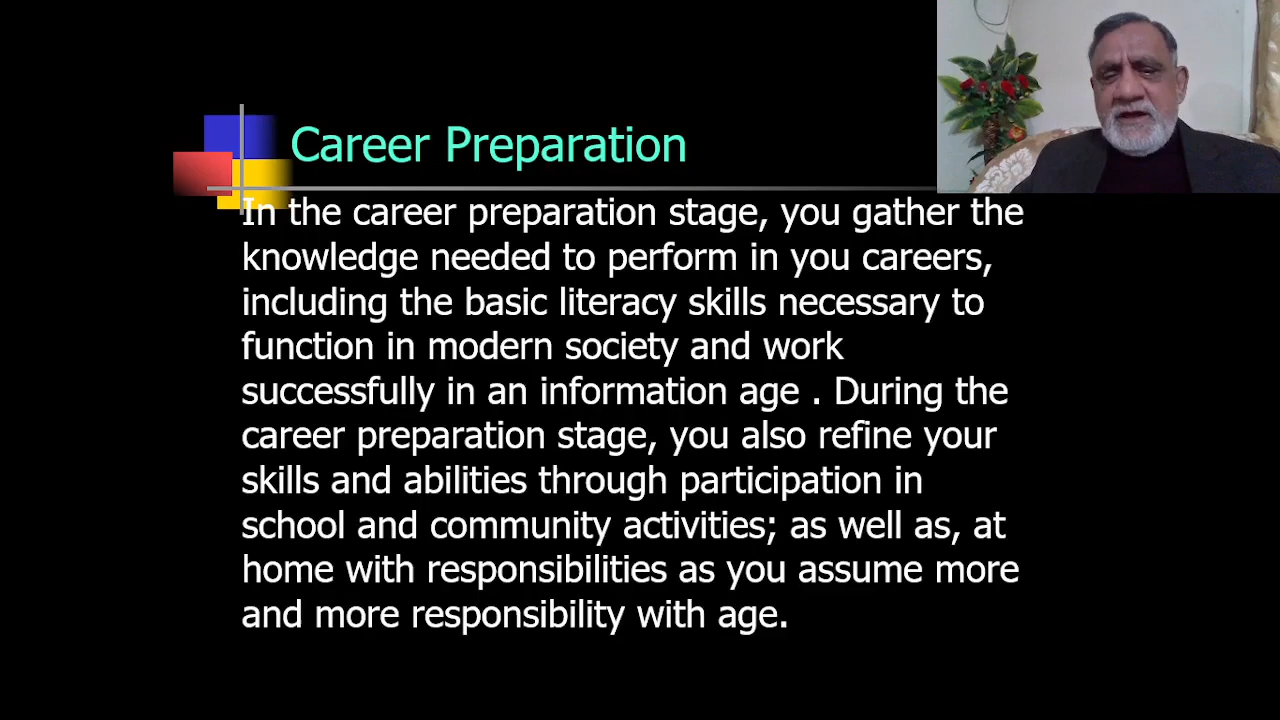 Career Preparation
In the career preparation stage, you gather the
knowledge needed to perform in you careers,
including the basic literacy skills necessary to
function in modern society and work
successfully in an information age . During the
career preparation stage, you also refine your
skills and abilities through participation in
school and community activities; as well as, at
home with responsibilities as you assume more
and more responsibility with age.